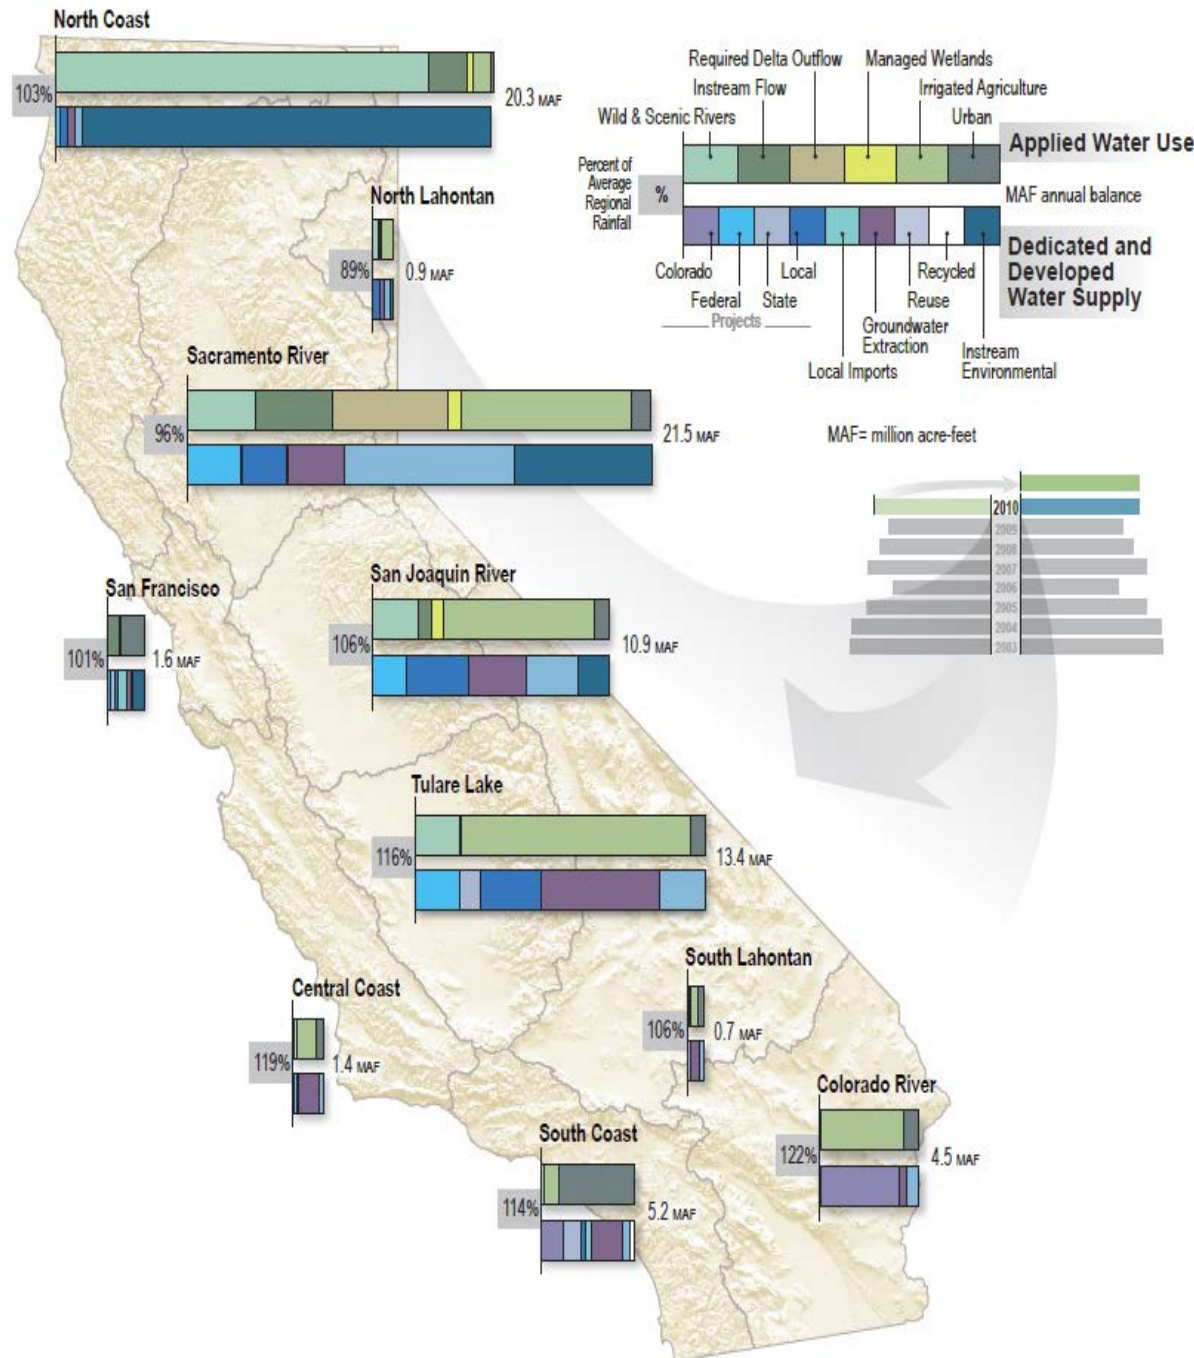 North Coast
103%
20.3 MAF
Required Delta Outflow
Managed Wetlands
Instream Flow
Irrigated Agriculture
Wild & Scenic Rivers
Urban
Applied Water Use
Percent of
Average
Regional
Rainfall
%
MAF annual balance
Dedicated and
Developed
Water Supply
Colorado
Local
Recycled
Federal
State
Reuse
Projects
Groundwater
Extraction
Instream
Environmental
Local Imports
MAF= million acre-feet
North Lahontan
89%
0.9 MAF
Sacramento River
96%
21.5 MAF
2010
2009
2008
2007
2006
2005
2004
2003
San Francisco
101%
1.6 MAF
San Joaquin River
106%
10.9 MAF
Tulare Lake
116%
13.4 MAF
South Lahontan
106%
0.7 MAF
Central Coast
119%
1.4 MAF
Colorado River
122%
4.5 MAF
South Coast
114%
5.2 MAF